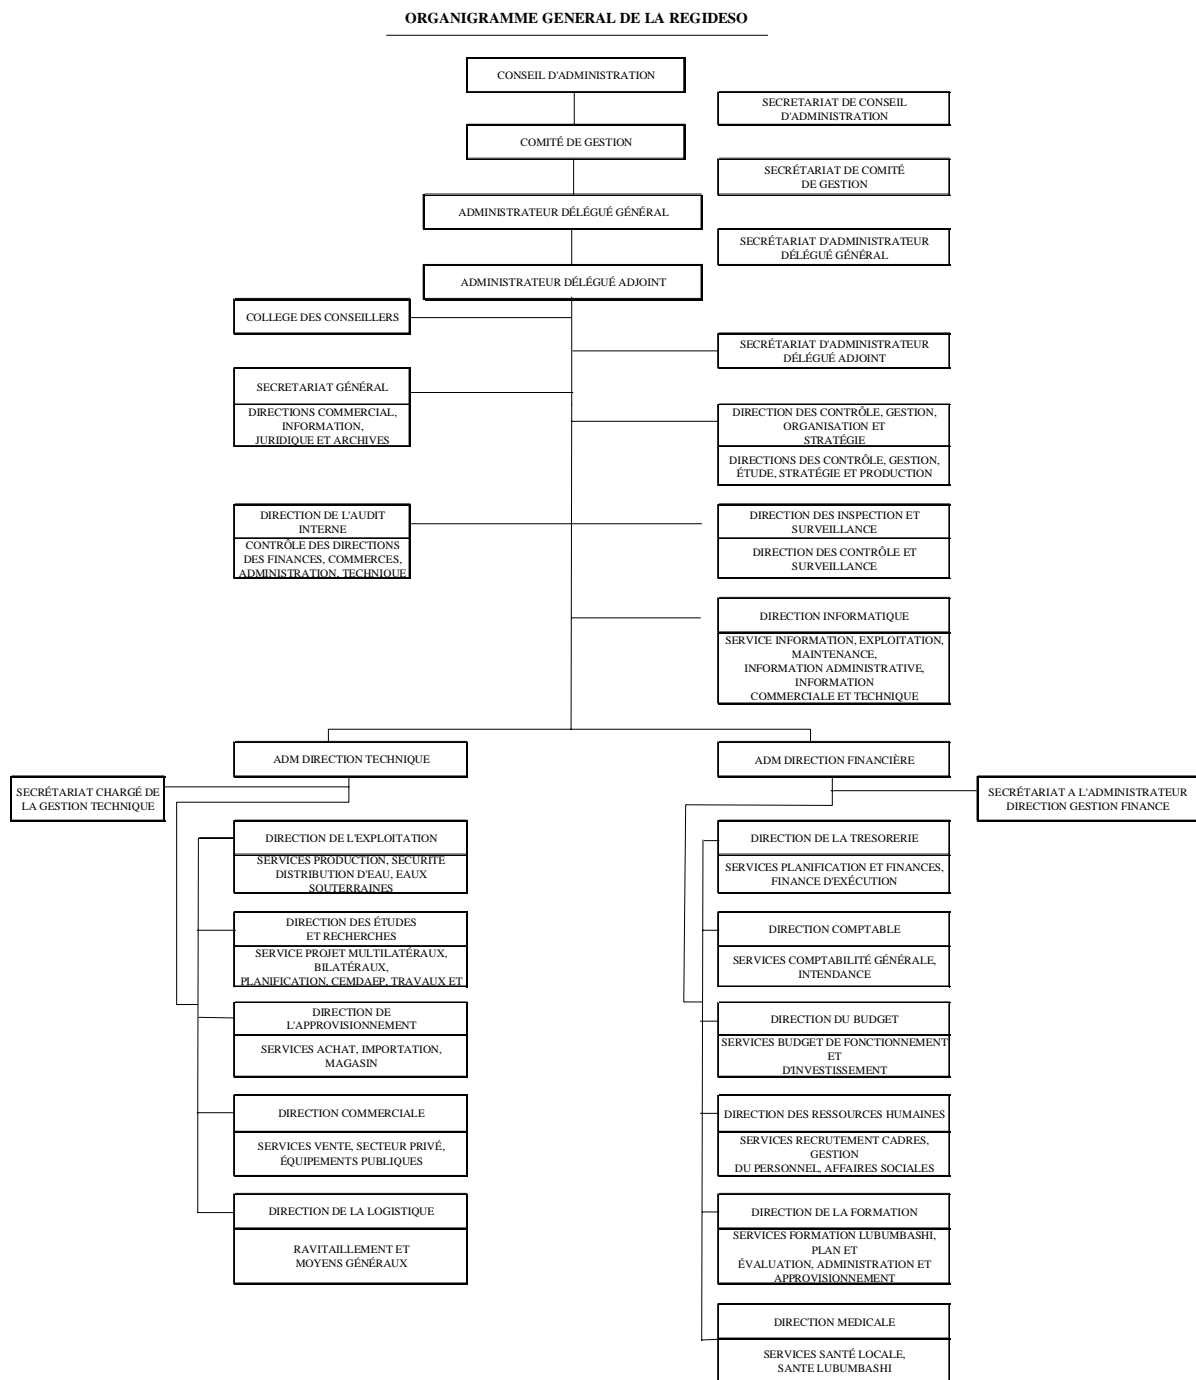 ORGANIGRAMME GENERAL DE LA REGIDESO
CONSEIL D'ADMINISTRATION
SECRETARIAT DE CONSEIL
D'ADMINISTRATION
COMITÉ DE GESTION
SECRÉTARIAT DE COMITÉ
DE GESTION
ADMINISTRATEUR DÉLÉGUÉ GÉNÉRAL
SECRÉTARIAT D'ADMINISTRATEUR
DÉLÉGUÉ GÉNÉRAL
ADMINISTRATEUR DÉLÉGUÉ ADJOINT
COLLEGE DES CONSEILLERS
SECRÉTARIAT D'ADMINISTRATEUR
DÉLÉGUÉ ADJOINT
SECRETARIAT GÉNÉRAL
DIRECTIONS COMMERCIAL,
INFORMATION,
JURIDIQUE ET ARCHIVES
DIRECTION DES CONTRÔLE, GESTION,
ORGANISATION ET
STRATÉGIE
DIRECTIONS DES CONTRÔLE, GESTION,
ÉTUDE, STRATÉGIE ET PRODUCTION
DIRECTION DE L'AUDIT
INTERNE
CONTRÔLE DES DIRECTIONS
DES FINANCES, COMMERCES,
ADMINISTRATION, TECHNIQUE
DIRECTION DES INSPECTION ET
SURVEILLANCE
DIRECTION DES CONTRÔLE ET
SURVEILLANCE
DIRECTION INFORMATIQUE
SERVICE INFORMATION, EXPLOITATION,
MAINTENANCE,
INFORMATION ADMINISTRATIVE,
INFORMATION
COMMERCIALE ET TECHNIQUE
ADM DIRECTION TECHNIQUE
ADM DIRECTION FINANCIÈRE
SECRÉTARIAT CHARGÉ DE
LA GESTION TECHNIQUE
SECRÉTARIAT A L'ADMINISTRATEUR
DIRECTION GESTION FINANCE
DIRECTION DE L'EXPLOITATION
SERVICES PRODUCTION, SECURITE
DISTRIBUTION D'EAU, EAUX
SOUTERRAINES
DIRECTION DES ÉTUDES
ET RECHERCHES
SERVICE PROJET MULTILATÉRAUX,
BILATÉRAUX,
PLANIFICATION, CEMDAEP, TRAVAUX ET
DIRECTION DE
L'APPROVISIONNEMENT
SERVICES ACHAT, IMPORTATION,
MAGASIN
DIRECTION COMMERCIALE
SERVICES VENTE, SECTEUR PRIVÉ,
ÉQUIPEMENTS PUBLIQUES
DIRECTION DE LA LOGISTIQUE
RAVITAILLEMENT ET
MOYENS GÉNÉRAUX
DIRECTION DE LA TRESORERIE
SERVICES PLANIFICATION ET FINANCES,
FINANCE D'EXÉCUTION
DIRECTION COMPTABLE
SERVICES COMPTABILITÉ GÉNÉRALE,
INTENDANCE
DIRECTION DU BUDGET
SERVICES BUDGET DE FONCTIONNEMENT
ET
D'INVESTISSEMENT
DIRECTION DES RESSOURCES HUMAINES
SERVICES RECRUTEMENT CADRES,
GESTION
DU PERSONNEL, AFFAIRES SOCIALES
DIRECTION DE LA FORMATION
SERVICES FORMATION LUBUMBASHI,
PLAN ET
ÉVALUATION, ADMINISTRATION ET
APPROVISIONNEMENT
DIRECTION MEDICALE
SERVICES SANTÉ LOCALE,
SANTE LUBUMBASHI